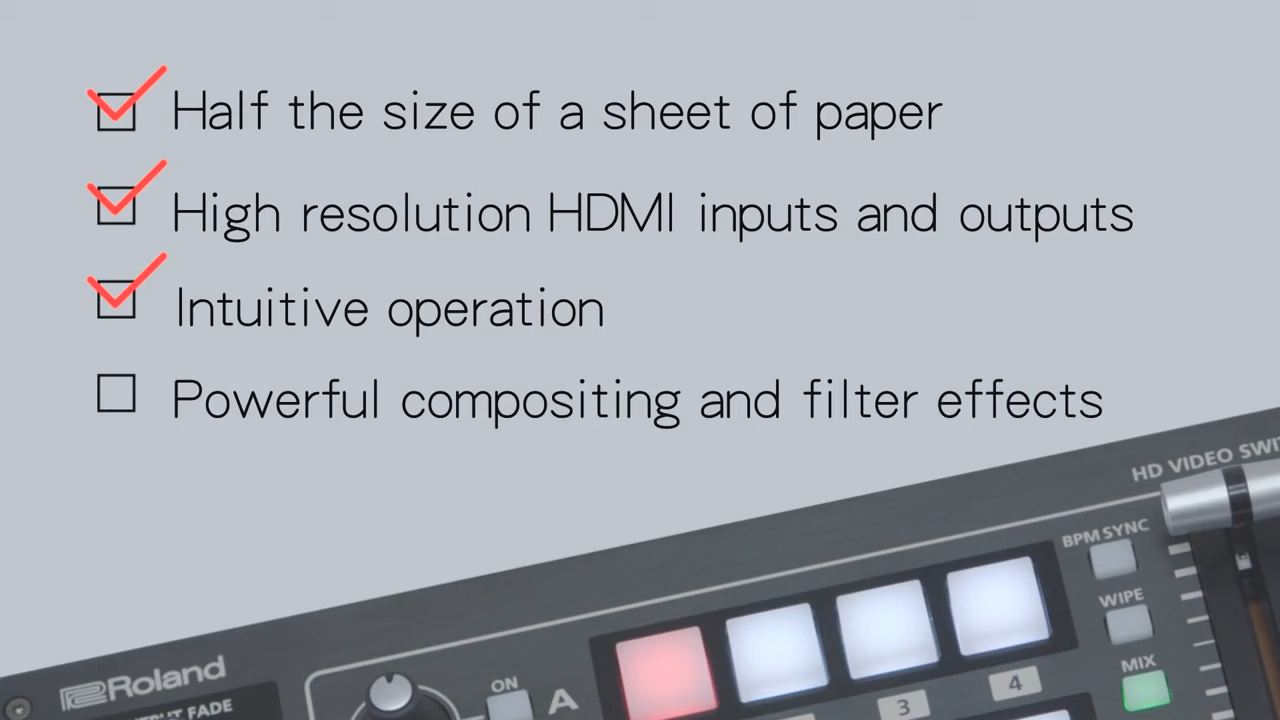 Half the size of a sheet of paper
High resolution HDMI inputs and outputs
Intuitive operation
Powerful compositing and filter effects
HD VIDEO
BPM SYNC
WIPE
MIX
Roland
FADE
ON
A
3
4